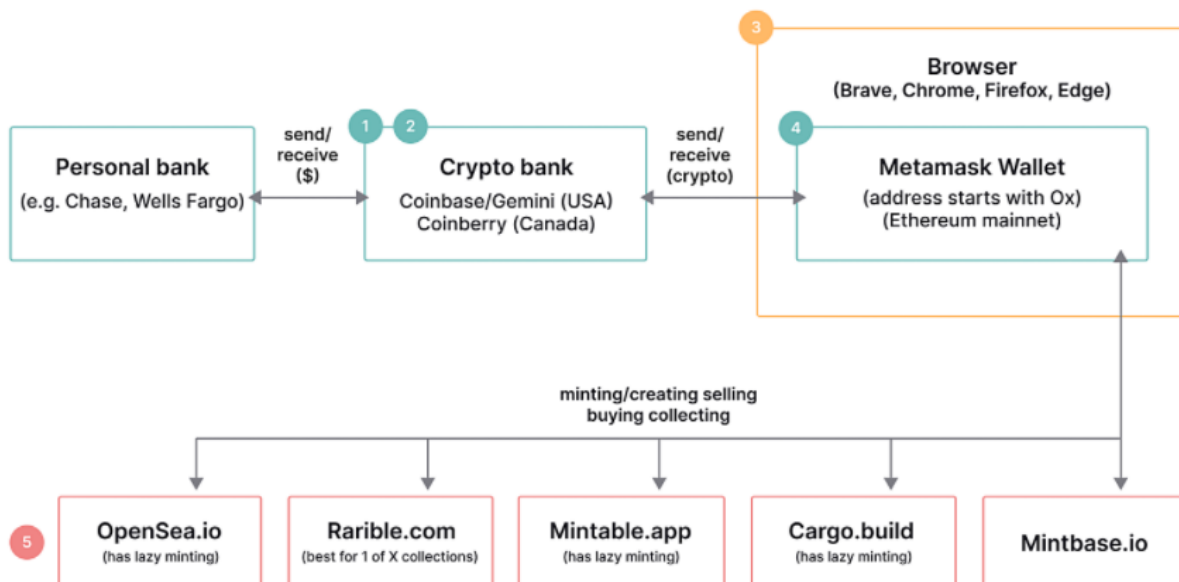 3
Browser
(Brave, Chrome, Firefox, Edge)
1
2
4
Personal bank
(e.g. Chase, Wells Fargo)
send/
receive
($)
Crypto bank
Coinbase/Gemini (USA)
Coinberry (Canada)
send/
receive
(crypto)
Metamask Wallet
(address starts with Ox)
(Ethereum mainnet)
minting/creating selling
buying collecting
5
OpenSea.io
(has lazy minting)
Rarible.com
(best for 1 of X collections)
Mintable.app
(has lazy minting)
Cargo.build
(has lazy minting)
Mintbase.io